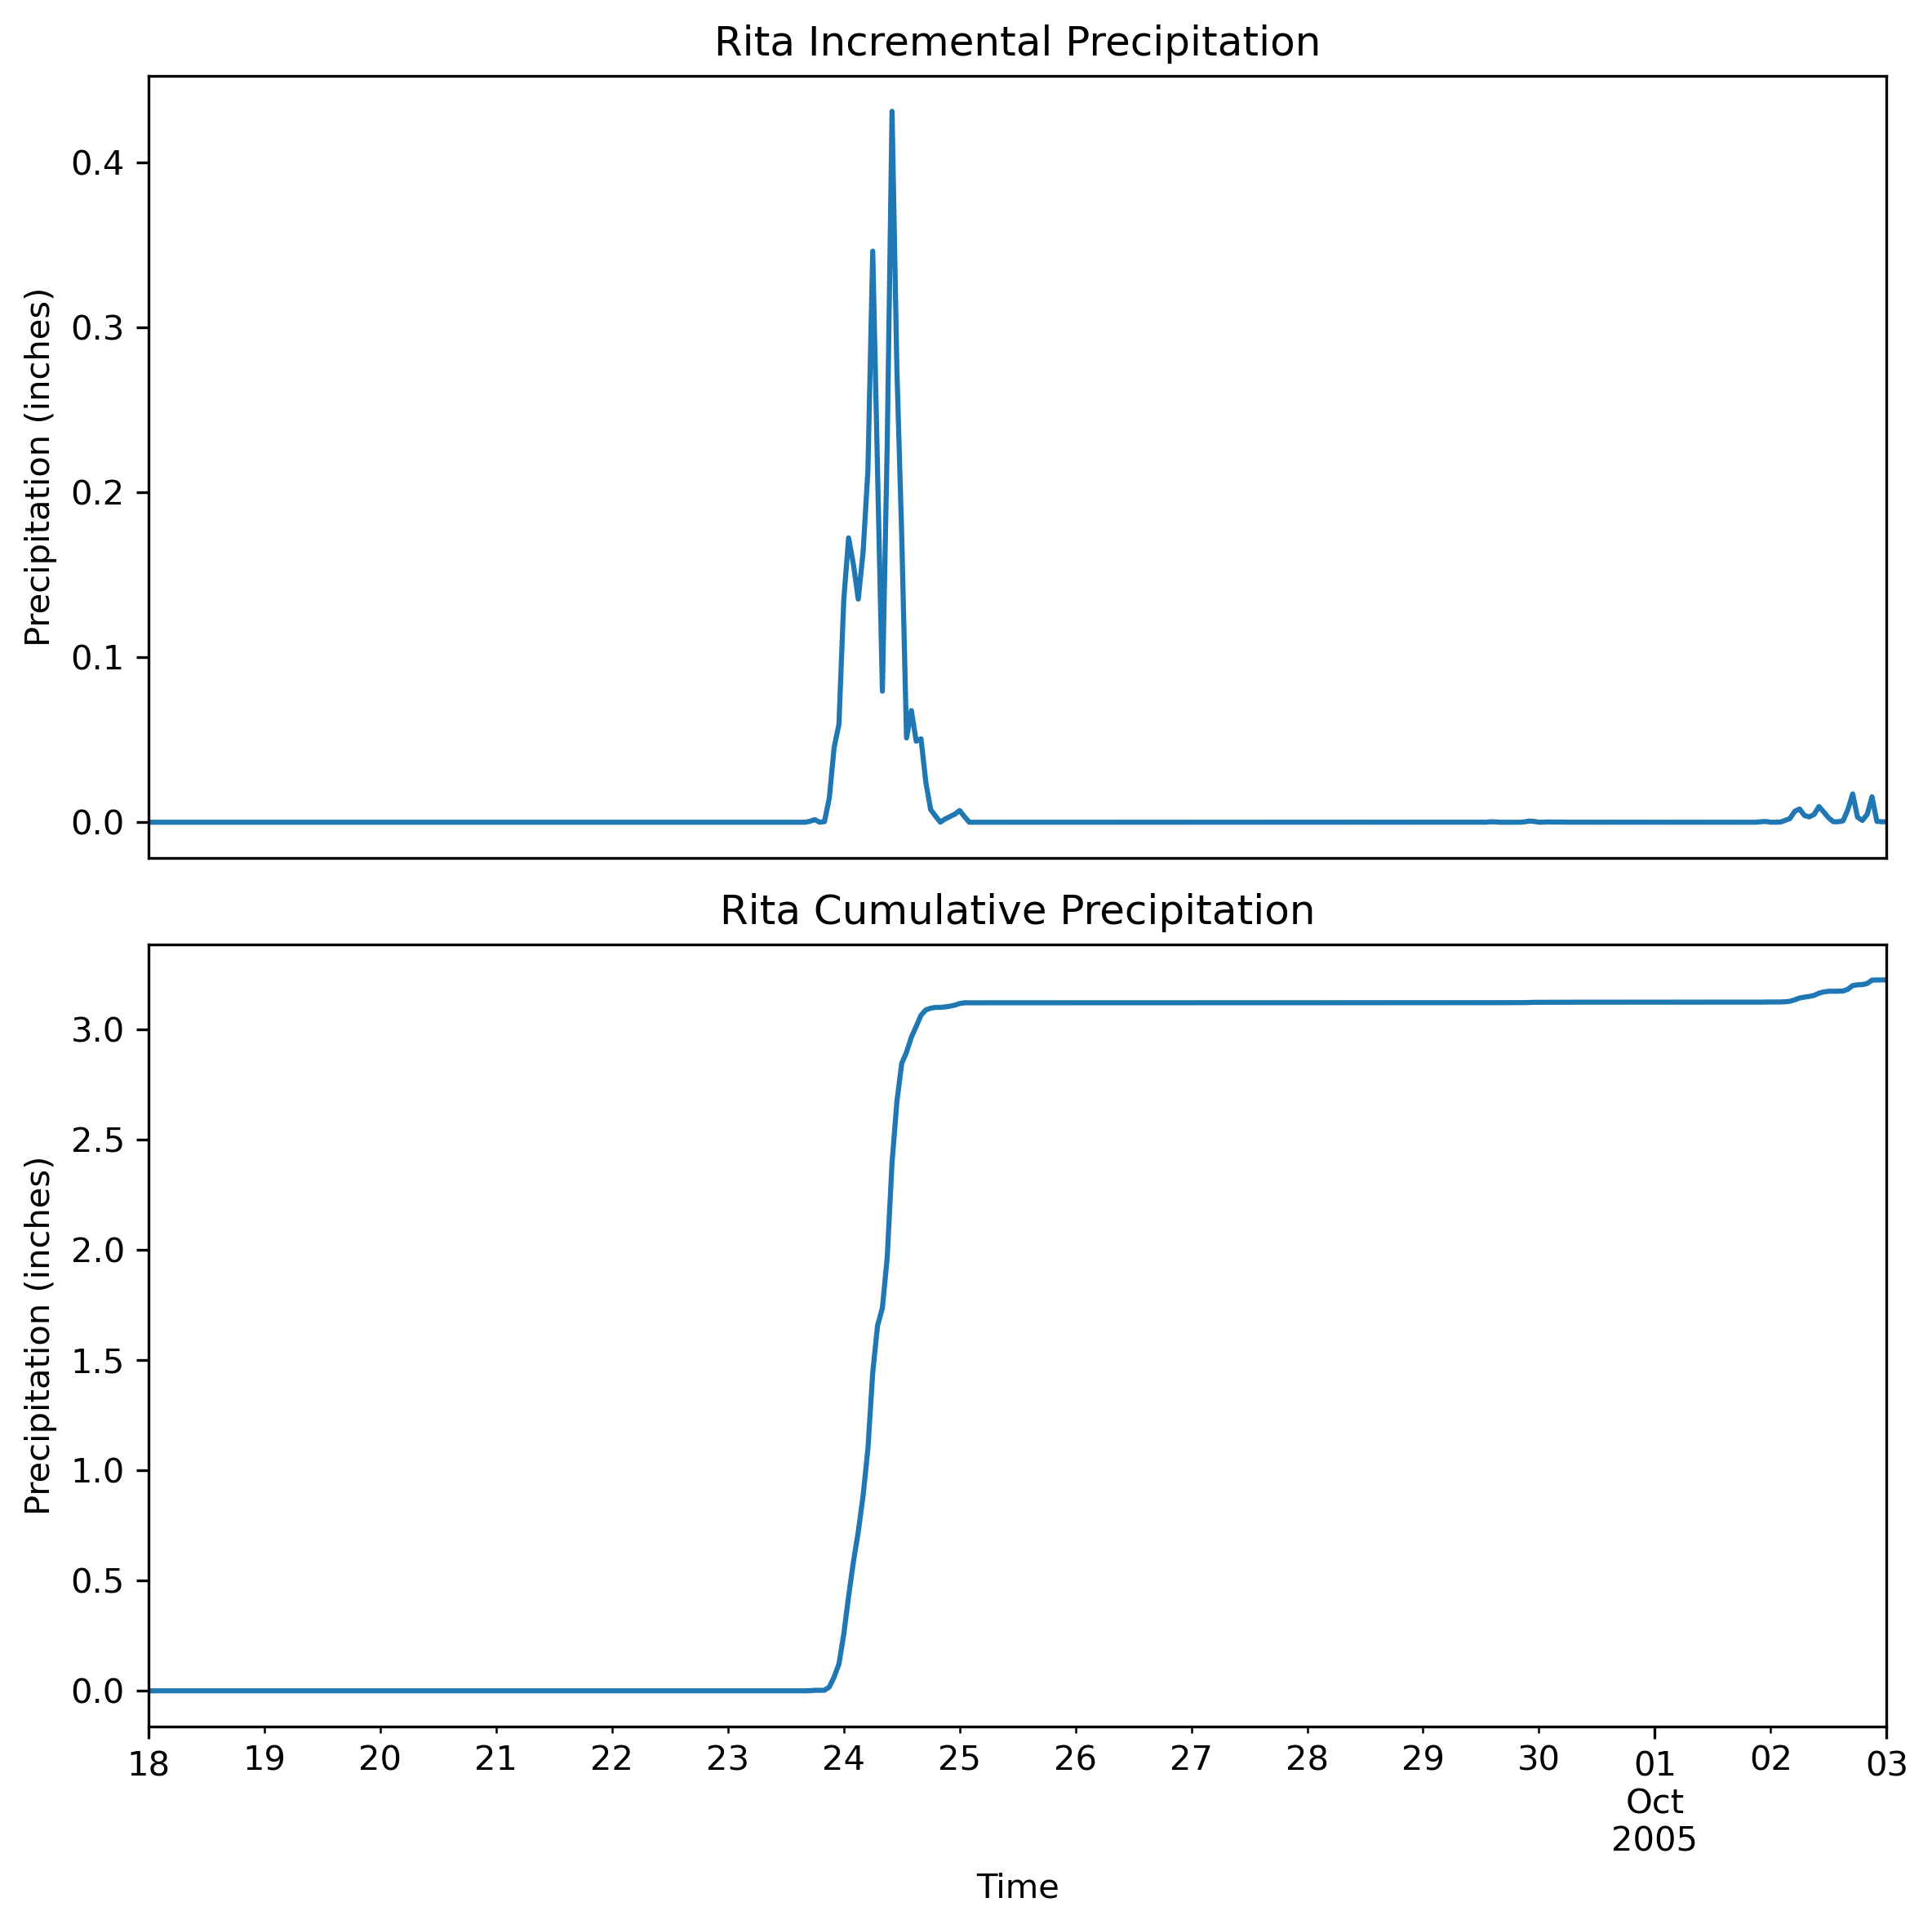 Rita Incremental Precipitation
Precipitation (inches)
0.4
0.3
0.2
0.1
0.0
Rita Cumulative Precipitation
Precipitation (inches)
3.0
2.5
2.0
1.5
1.0
0.5
0.0
18 19 20 21 22 23 24 25 26 27 28 29 30 01 02 03
Oct
2005
Time